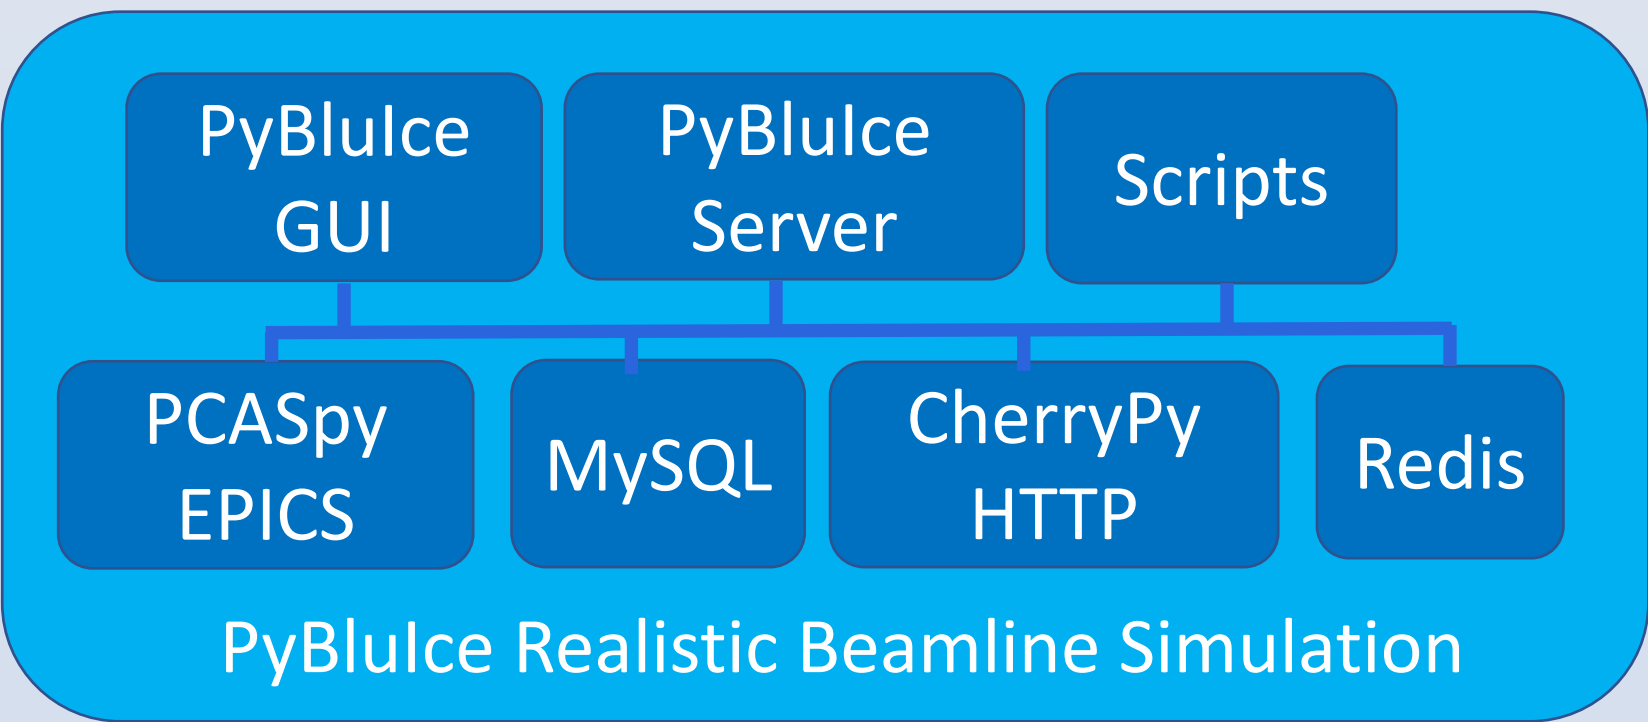 PyBluIce
GUI
PyBluIce
Server
Scripts
PCASpy
EPICS
MySQL
CherryPy
HTTP
Redis
PyBluIce Realistic Beamline Simulation